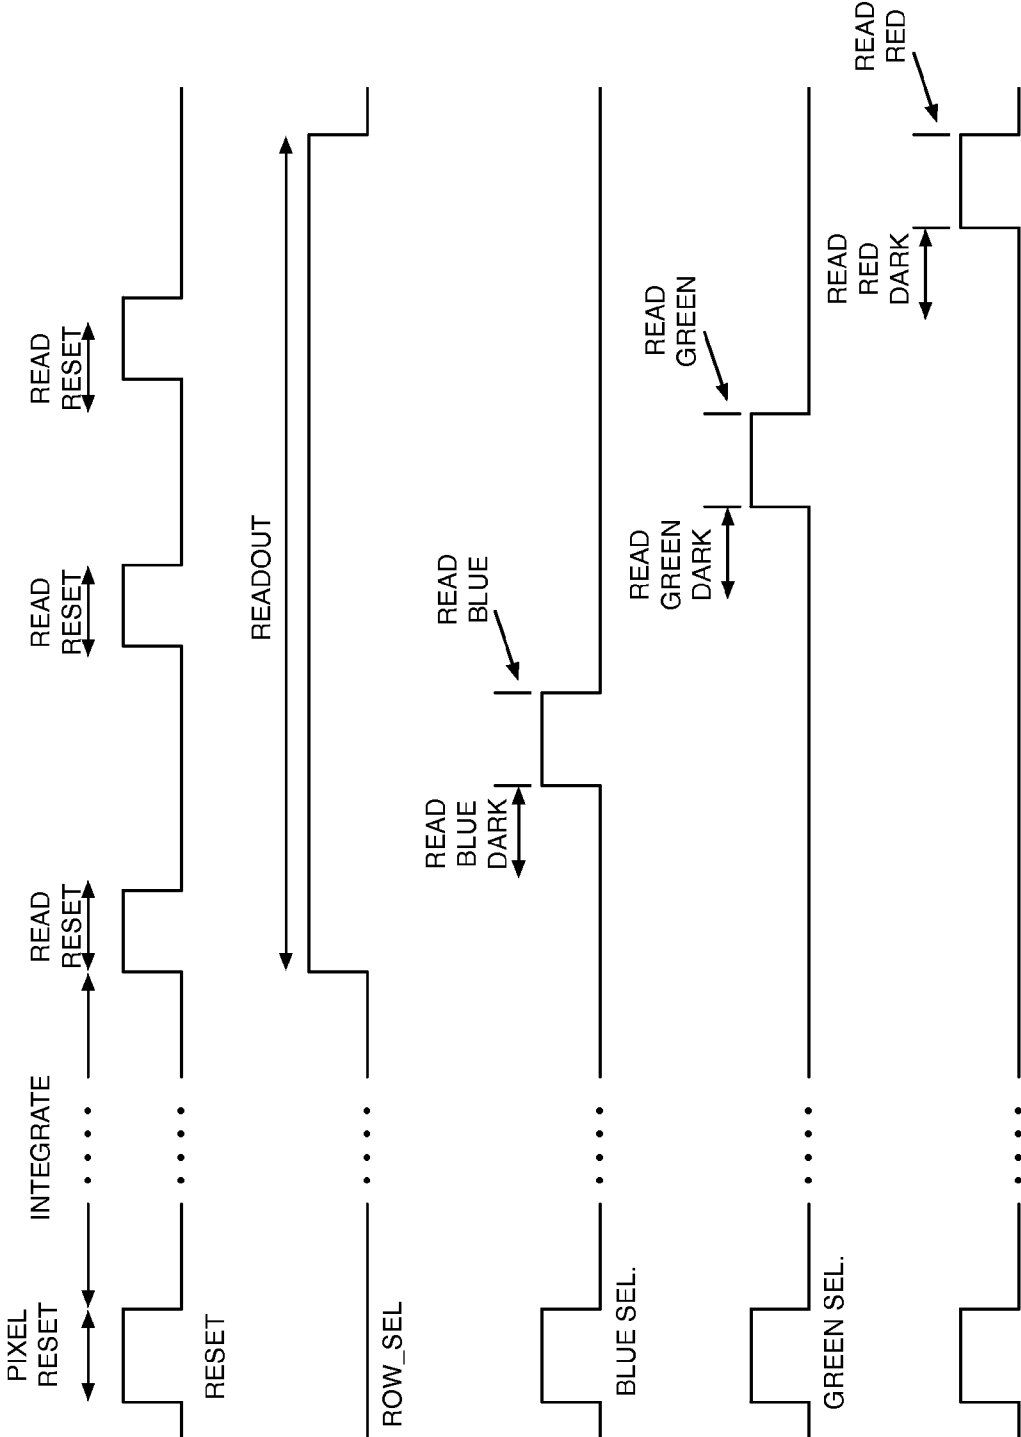 PIXEL
RESET
INTEGRATE
READ
RESET
READ
RESET
READ
RESET
RESET
READOUT
ROW_SEL
READ
BLUE
DARK
READ
BLUE
BLUE SEL.
READ
GREEN
DARK
READ
GREEN
GREEN SEL.
READ
RED
DARK
READ
RED